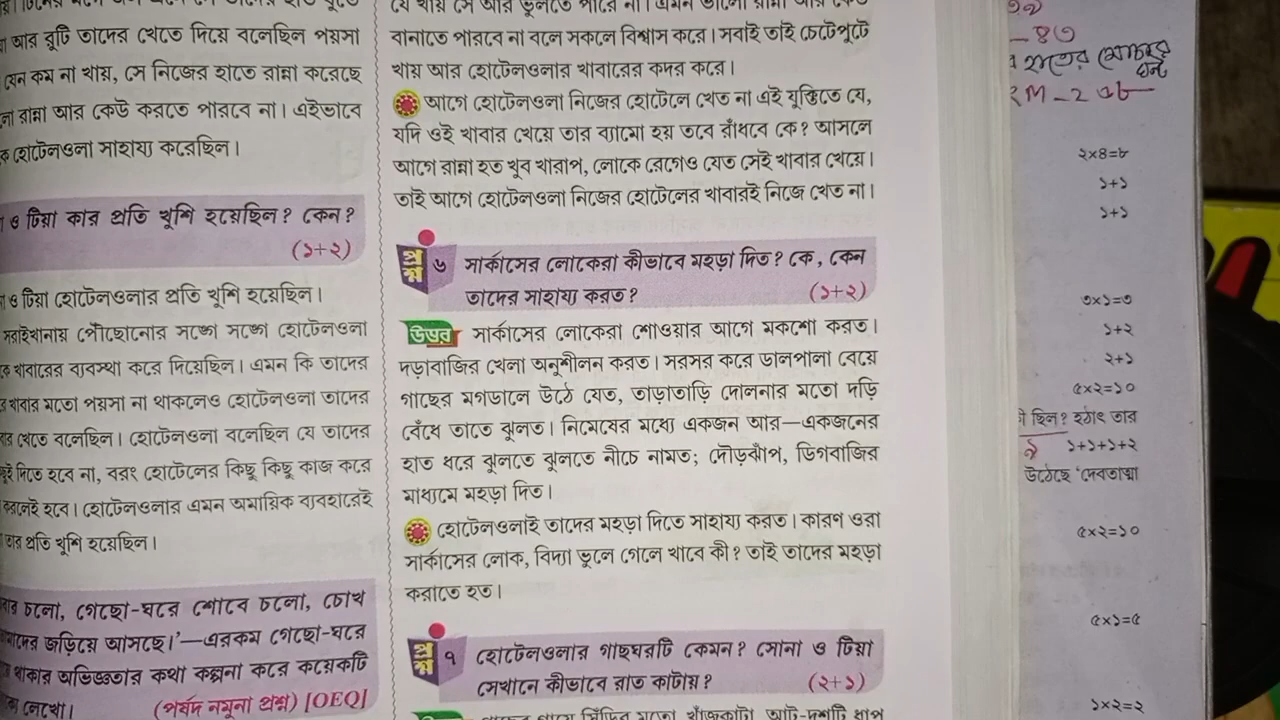 আর রুটি তাদের খেতে দিয়ে বলেছিল পয়সা
যেন কম না খায়, সে নিজের হাতে রান্না করেছে
রান্না আর কেউ করতে পারবে না। এইভাবে
হোটেলওলা সাহায্য করেছিল।
ও টিয়া কার প্রতি খুশি হয়েছিল? কেন?
(১+২)
ও টিয়া হোটেলওলার প্রতি খুশি হয়েছিল।
সরাইখানায় পৌঁছোনোর সঙ্গে সঙ্গে হোটেলওলা
খাবারের ব্যবস্থা করে দিয়েছিল। এমন কি তাদের
খাবার মতো পয়সা না থাকলেও হোটেলওলা তাদের
খেতে বলেছিল। হোটেলওলা বলেছিল যে তাদের
দিতে হবে না, বরং হোটেলের কিছু কিছু কাজ করে
হবে। হোটেলওলার এমন অমায়িক ব্যবহারেই
প্রতি খুশি হয়েছিল।
চলো, গেছো-ঘরে শোবে চলো, চোখ
জড়িয়ে আসছে।'—এরকম গেছো-ঘরে
থাকার অভিজ্ঞতার কথা কল্পনা করে কয়েকটি
লেখো। (পর্ষদ নমুনা প্রশ্ন) [OEQ]
যে খায় সে আর ভুলতে পারে না। এমন ভালো রান্না আর কেউ
বানাতে পারবে না বলে সকলে বিশ্বাস করে। সবাই তাই চেটেপুটে
খায় আর হোটেলওলার খাবারের কদর করে।
আগে হোটেলওলা নিজের হোটেলে খেত না এই যুক্তিতে যে,
যদি ওই খাবার খেয়ে তার ব্যামো হয় তবে রাঁধবে কে? আসলে
আগে রান্না হত খুব খারাপ, লোকে রেগেও যেত সেই খাবার খেয়ে।
তাই আগে হোটেলওলা নিজের হোটেলের খাবারই নিজে খেত না।
প্রশ্ন ৬ সার্কাসের লোকেরা কীভাবে মহড়া দিত? কে, কেন
তাদের সাহায্য করত? (১+২)
উত্তর সার্কাসের লোকেরা শোওয়ার আগে মকশো করত।
দড়াবাজির খেলা অনুশীলন করত। সরসর করে ডালপালা বেয়ে
গাছের মগডালে উঠে যেত, তাড়াতাড়ি দোলনার মতো দড়ি
বেঁধে তাতে ঝুলত। নিমেষের মধ্যে একজন আর—একজনের
হাত ধরে ঝুলতে ঝুলতে নীচে নামত; দৌড়ঝাঁপ, ডিগবাজির
মাধ্যমে মহড়া দিত।
হোটেলওলাই তাদের মহড়া দিতে সাহায্য করত। কারণ ওরা
সার্কাসের লোক, বিদ্যা ভুলে গেলে খাবে কী? তাই তাদের মহড়া
করাতে হত।
প্রশ্ন ৭ হোটেলওলার গাছঘরটি কেমন? সোনা ও টিয়া
সেখানে কীভাবে রাত কাটায়? (২+১)
২×৪=৮
১+১
১+১
৩×১=৩
১+২
২+১
৫×২=১০
ছিল? হঠাৎ তার
১+১+১+২
উঠেছে 'দেবতাত্মা
৫×২=১০
৫×১=৫
১×২=২